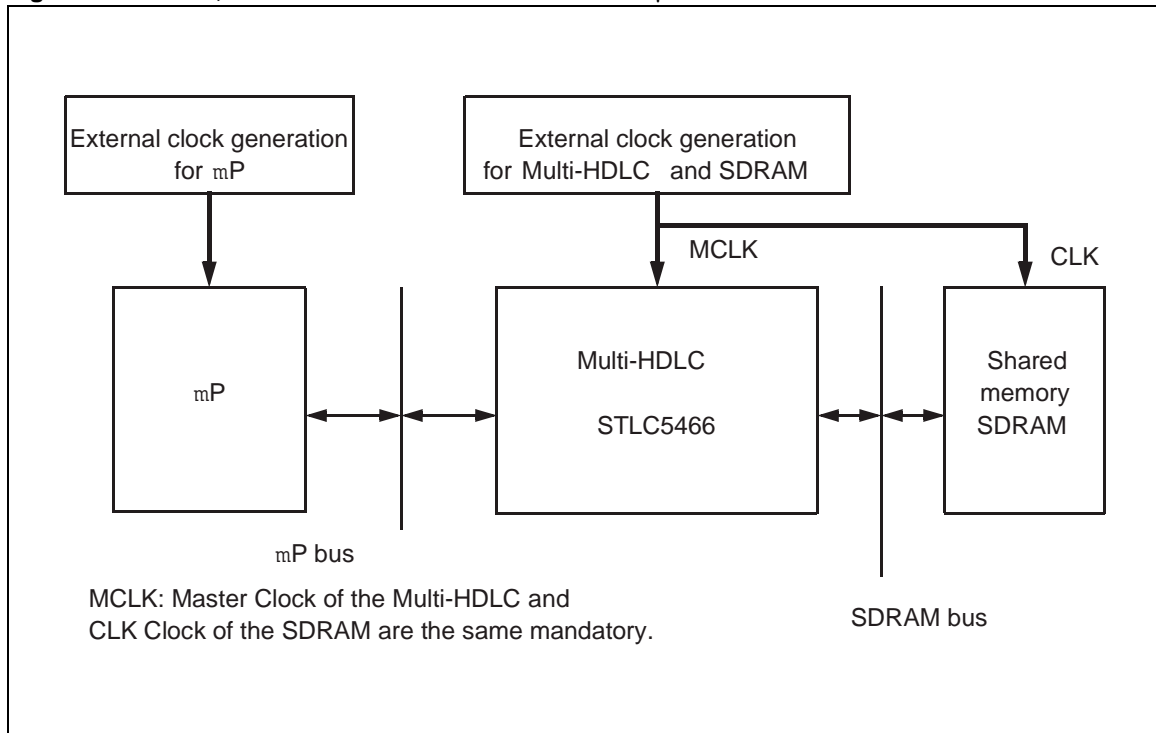 External clock generation
for mP
External clock generation
for Multi-HDLC and SDRAM
MCLK
CLK
mP
Multi-HDLC
STLC5466
Shared
memory
SDRAM
mP bus
SDRAM bus
MCLK: Master Clock of the Multi-HDLC and
CLK Clock of the SDRAM are the same mandatory.